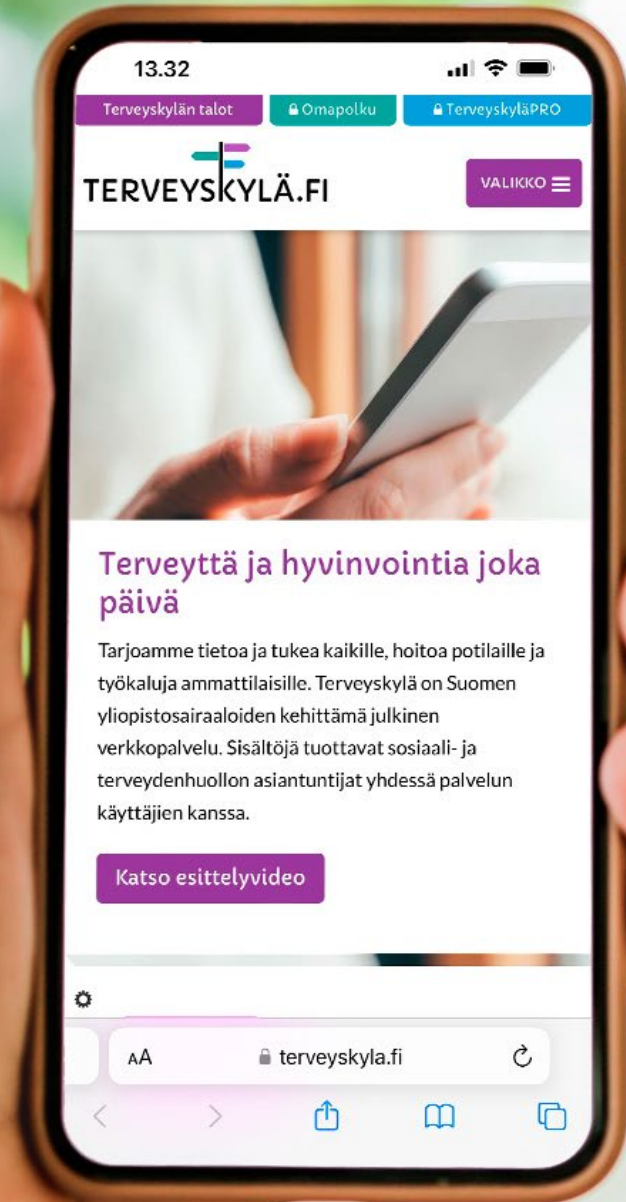 13.32
Terveyskylän talot Omapolku TerveyskyläPRO
TERVEYSKYLÄ.FI
VALIKKO
Terveyttä ja hyvinvointia joka
päivä
Tarjoamme tietoa ja tukea kaikille, hoitoa potilaille ja
työkaluja ammattilaisille. Terveyskylä on Suomen
yliopistosairaaloiden kehittämä julkinen
verkkopalvelu. Sisältöjä tuottavat sosiaali- ja
terveydenhuollon asiantuntijat yhdessä palvelun
käyttäjien kanssa.
Katso esittelyvideo
AA terveyskyla.fi